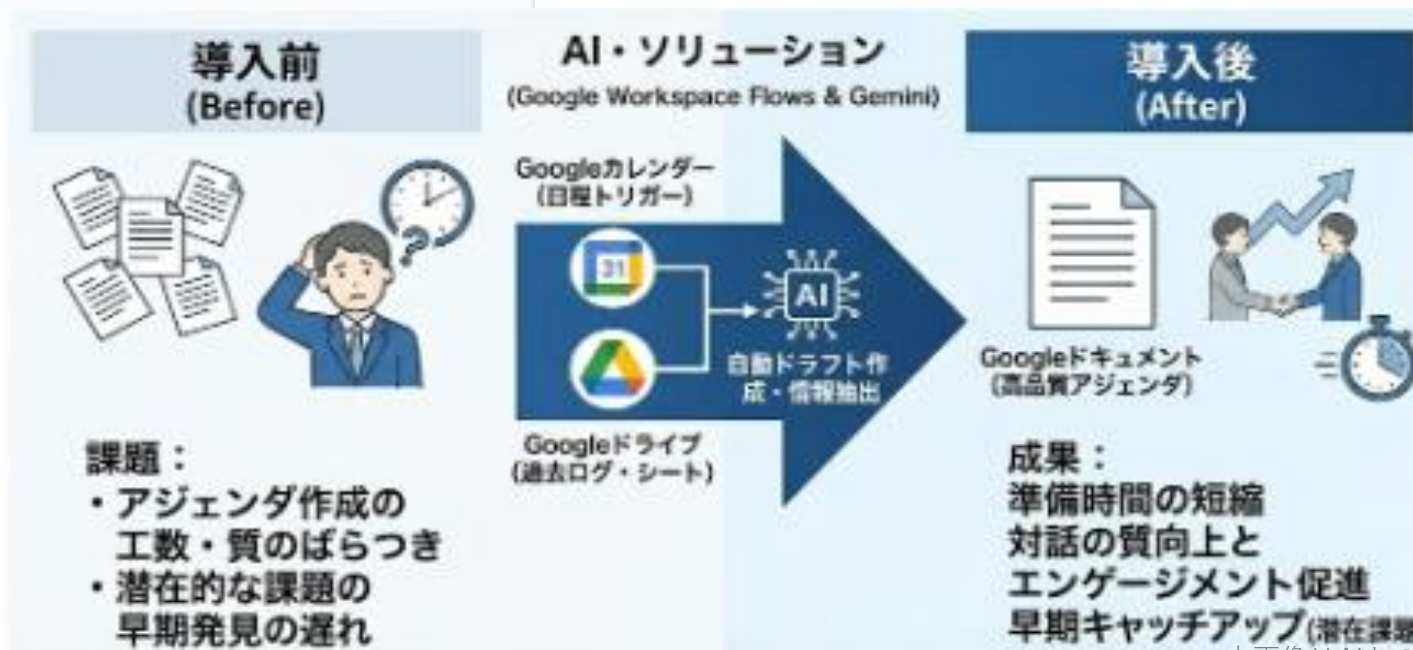 導入前
(Before)
AI・ソリューション
(Google Workspace Flows & Gemini)
Googleカレンダー
(日程トリガー)
31
AI
自動ドラフト作
成・情報抽出
Googleドライブ
(過去ログ・シート)
導入後
(After)
Googleドキュメント
(高品質アジェンダ)
課題：
・アジェンダ作成の
工数・質のばらつき
・潜在的な課題の
早期発見の遅れ
成果：
準備時間の短縮
対話の質向上と
エンゲージメント促進
早期キャッチアップ(潜在課題